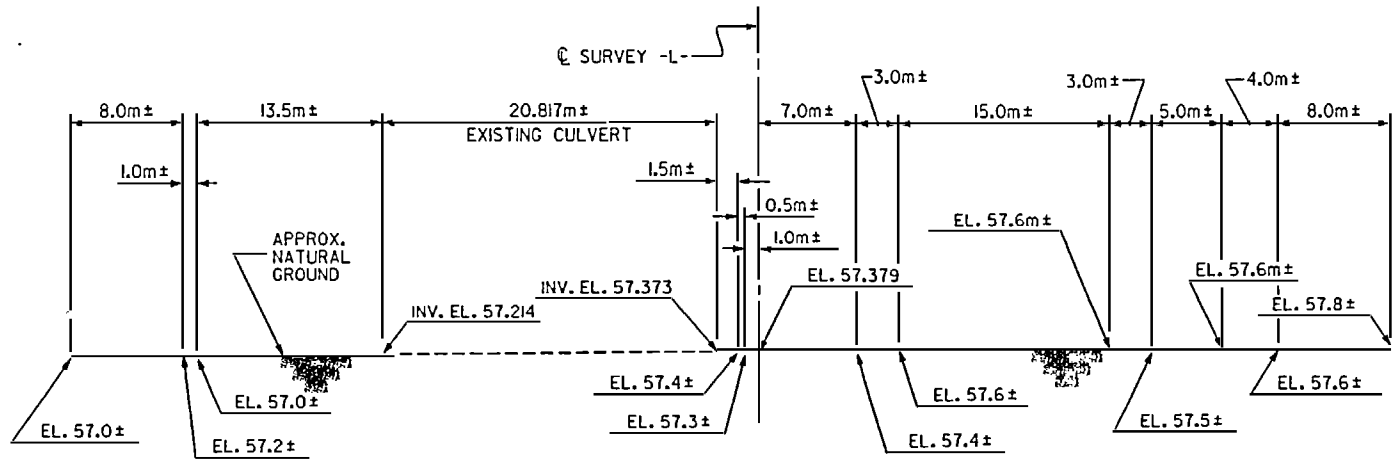 ℄ SURVEY -L-
3.0m±
3.0m±
4.0m±
8.0m±
13.5m±
20.817m±
7.0m±
15.0m±
5.0m±
8.0m±
EXISTING CULVERT
1.0m±
1.5m±
0.5m±
1.0m±
EL. 57.6m±
APPROX.
NATURAL
GROUND
INV. EL. 57.214
INV. EL. 57.373
EL. 57.379
EL. 57.6m±
EL. 57.8±
EL. 57.0±
EL. 57.2±
EL. 57.0±
EL. 57.4±
EL. 57.3±
EL. 57.4±
EL. 57.6±
EL. 57.5±
EL. 57.6±